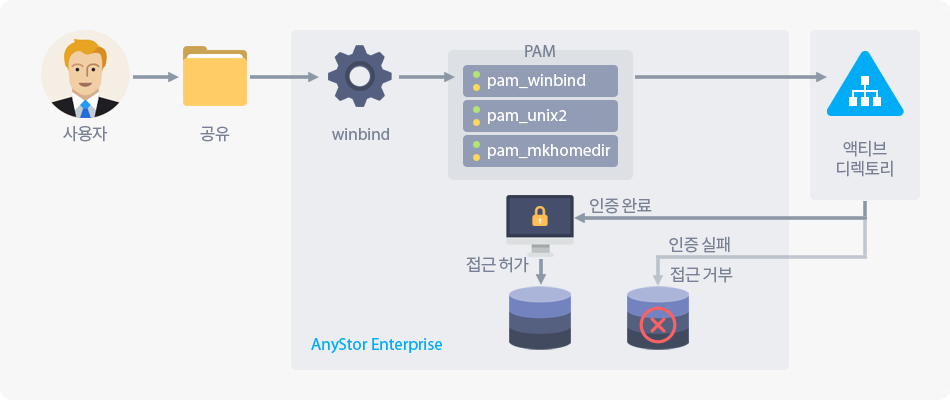 사용자
공유
winbind
PAM
pam_winbind
pam_unix2
pam_mkhomedir
액티브
디렉토리
인증 완료
인증 실패
접근 허가
접근 거부
AnyStor Enterprise